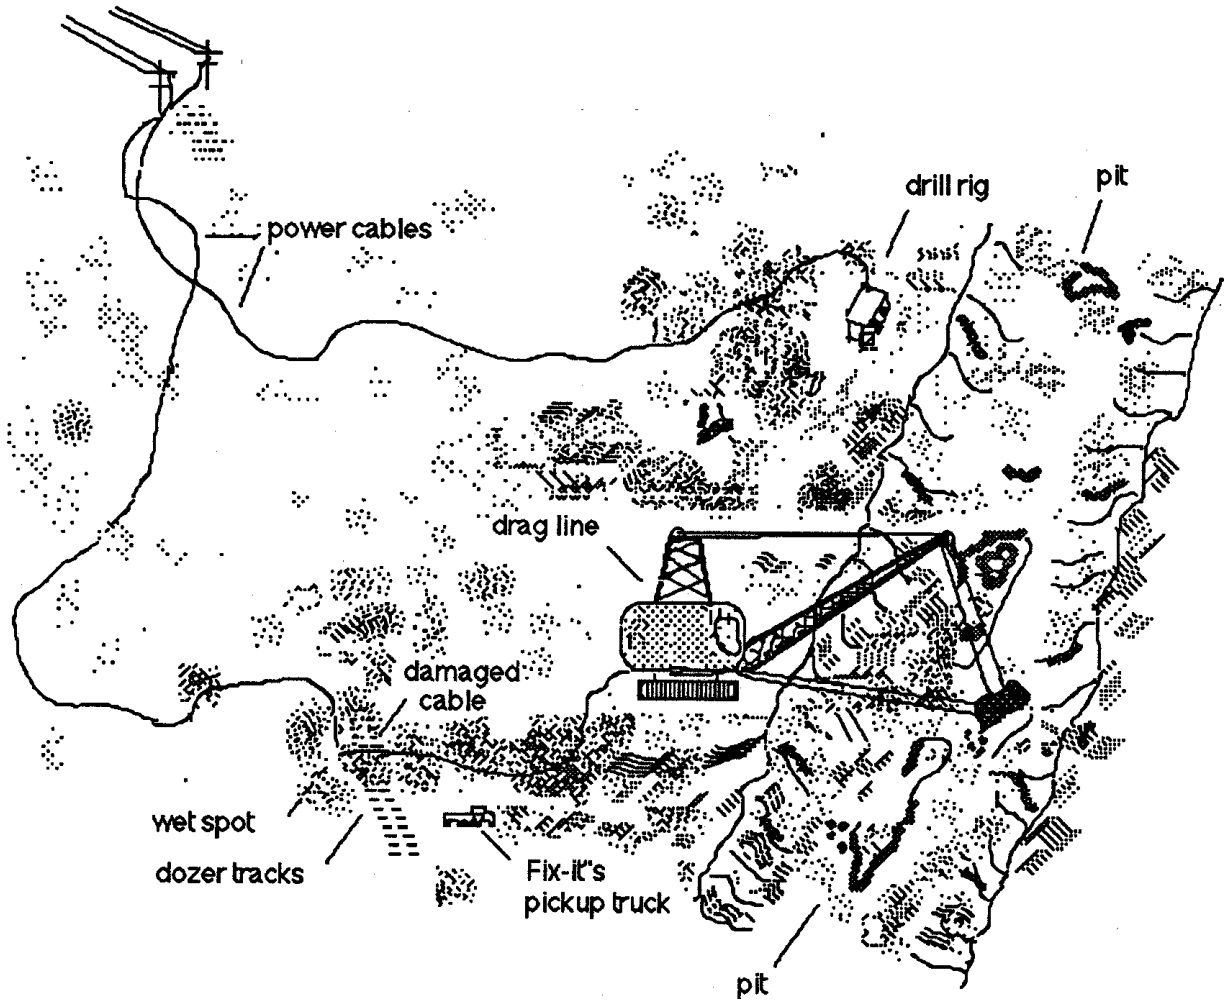 drill rig
pit
power cables
drag line
damaged
cable
wet spot
dozer tracks
Fix-it"s
pickup truck
pit